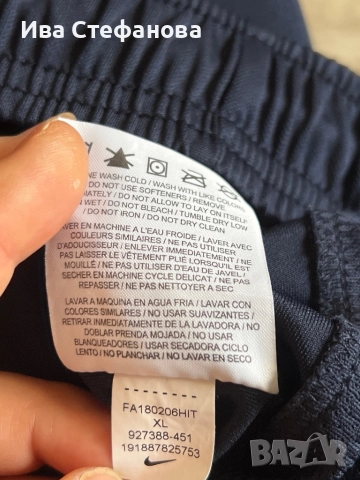 Ива Стефанова
NE WASH COLD / WASH WITH LIKE COLORS
DO NOT USE SOFTENERS / REMOVE
DIATELY / DO NOT ALLOW TO LAY ON ITSELF
WET / DO NOT BLEACH / TUMBLE DRY LOW
DO NOT IRON / DO NOT DRY CLEAN
AVER EN MACHINE A L'EAU FROIDE / LAVER AVEC
COULEURS SIMILAIRES / NE PAS UTILISER
D'ADOUCISSEUR / ENLEVER IMMEDIATEMENT / NE
PAS LAISSER LE VÊTEMENT PLIÉ LORSQU'IL EST
MOUILLÉ / NE PAS UTILISER D'EAU DE JAVEL /
SECHER EN MACHINE CYCLE DELICAT / NE PAS
REPASSER / NE PAS NETTOYER A SEC
LAVAR A MAQUINA EN AGUA FRIA / LAVAR CON
COLORES SIMILARES / NO USAR SUAVIZANTES /
RETIRAR INMEDIATAMENTE DE LA LAVADORA / NO
DOBLAR PRENDA MOJADA / NO USAR
BLANQUEADORES / USAR SECADORA CICLO
LENTO / NO PLANCHAR / NO LAVAR EN SECO
FA180206HIT
XL
927388-451
191887825753
BAZAR